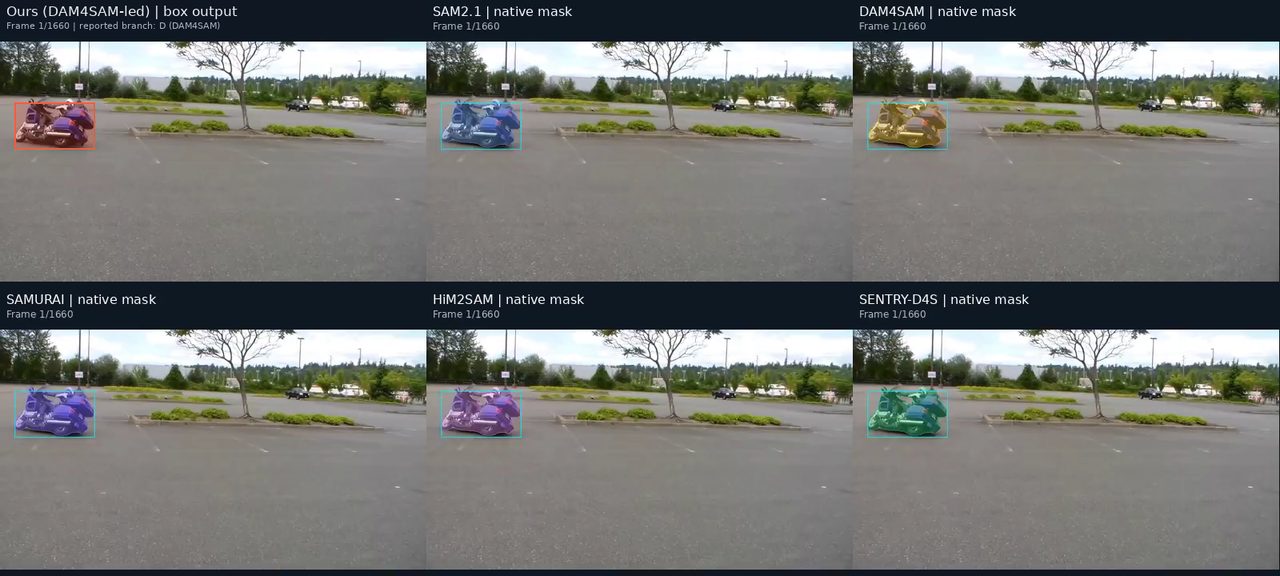 Ours (DAM4SAM-led) | box output
Frame 1/1660 | reported branch: D (DAM4SAM)
SAM2.1 | native mask
Frame 1/1660
DAM4SAM | native mask
Frame 1/1660
SAMURAI | native mask
Frame 1/1660
HiM2SAM | native mask
Frame 1/1660
SENTRY-D4S | native mask
Frame 1/1660